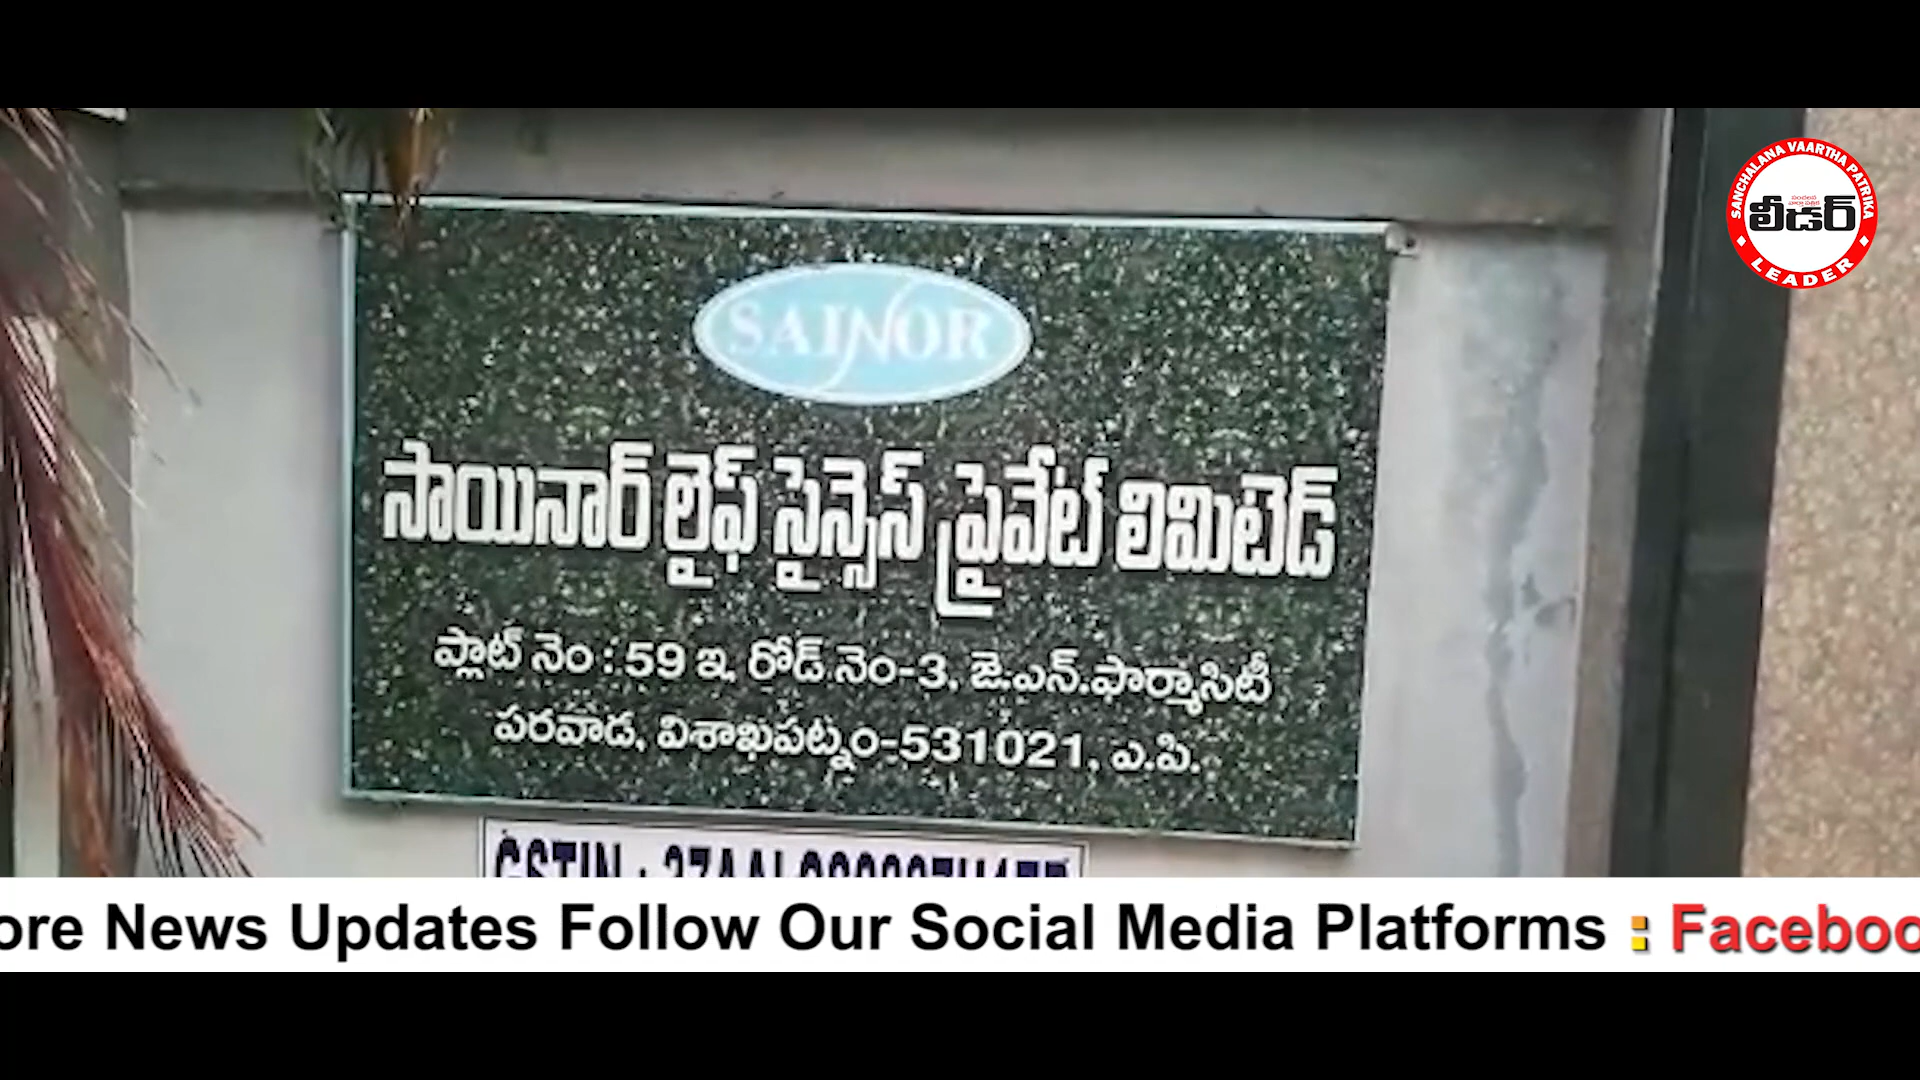 SANCHALANA VAARTHA PATRIKA
లీడర్
LEADER
SAINOR
సాయినార్ లైఫ్ సైన్సెస్ ప్రైవేట్ లిమిటెడ్
ప్లాట్ నెం : 59 ఇ, రోడ్ నెం-3, జె.ఎన్.ఫార్మాసిటీ
పరవాడ, విశాఖపట్నం-531021, ఎ.పి.
GSTIN :
ore News Updates Follow Our Social Media Platforms : Faceboo